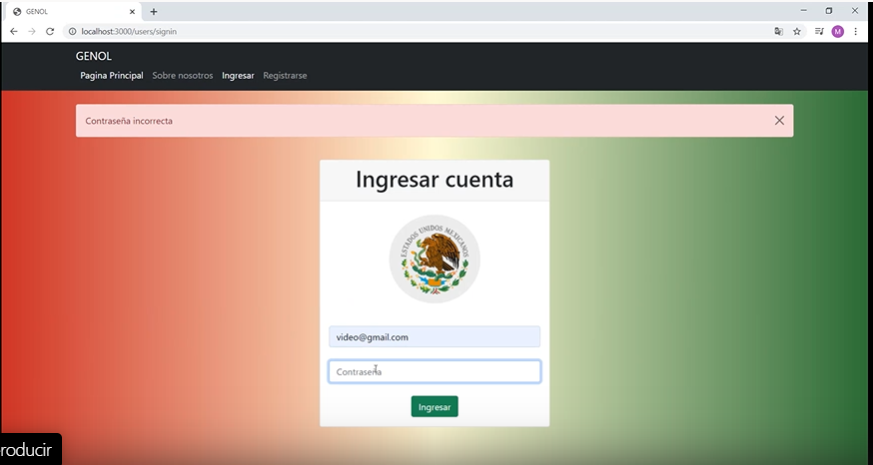 GENOL
localhost:3000/users/signin
M
GENOL
Pagina Principal Sobre nosotros Ingresar Registrarse
Contraseña incorrecta
Ingresar cuenta
ESTADOS UNIDOS MEXICANOS
video@gmail.com
Contraseña
Ingresar
roducir